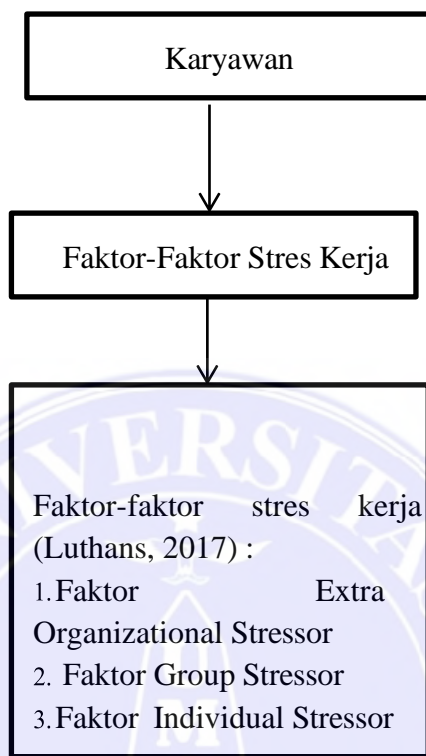 Karyawan
Faktor-Faktor Stres Kerja
Faktor-faktor stres kerja
(Luthans, 2017) :
1.Faktor Extra
Organizational Stressor
2. Faktor Group Stressor
3.Faktor Individual Stressor